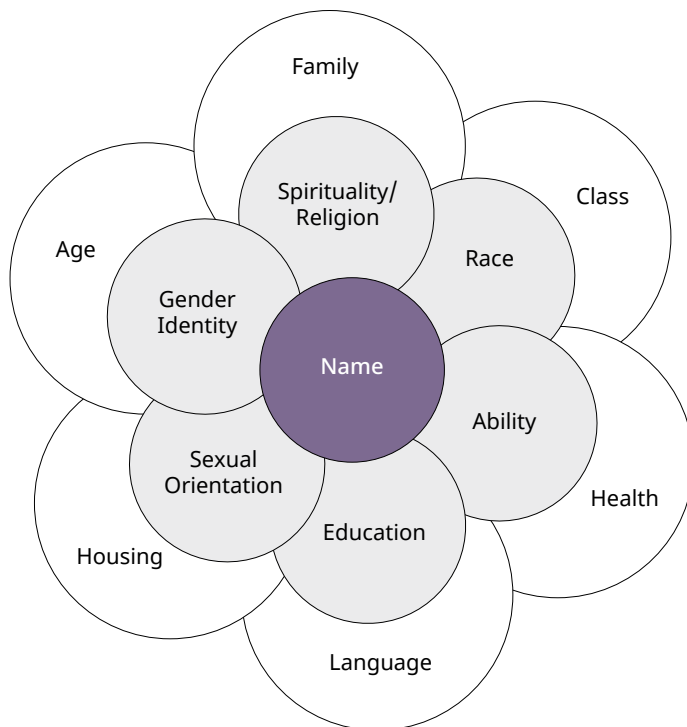 Family
Class
Spirituality/
Religion
Race
Age
Gender
Identity
Name
Ability
Sexual
Orientation
Health
Education
Housing
Language